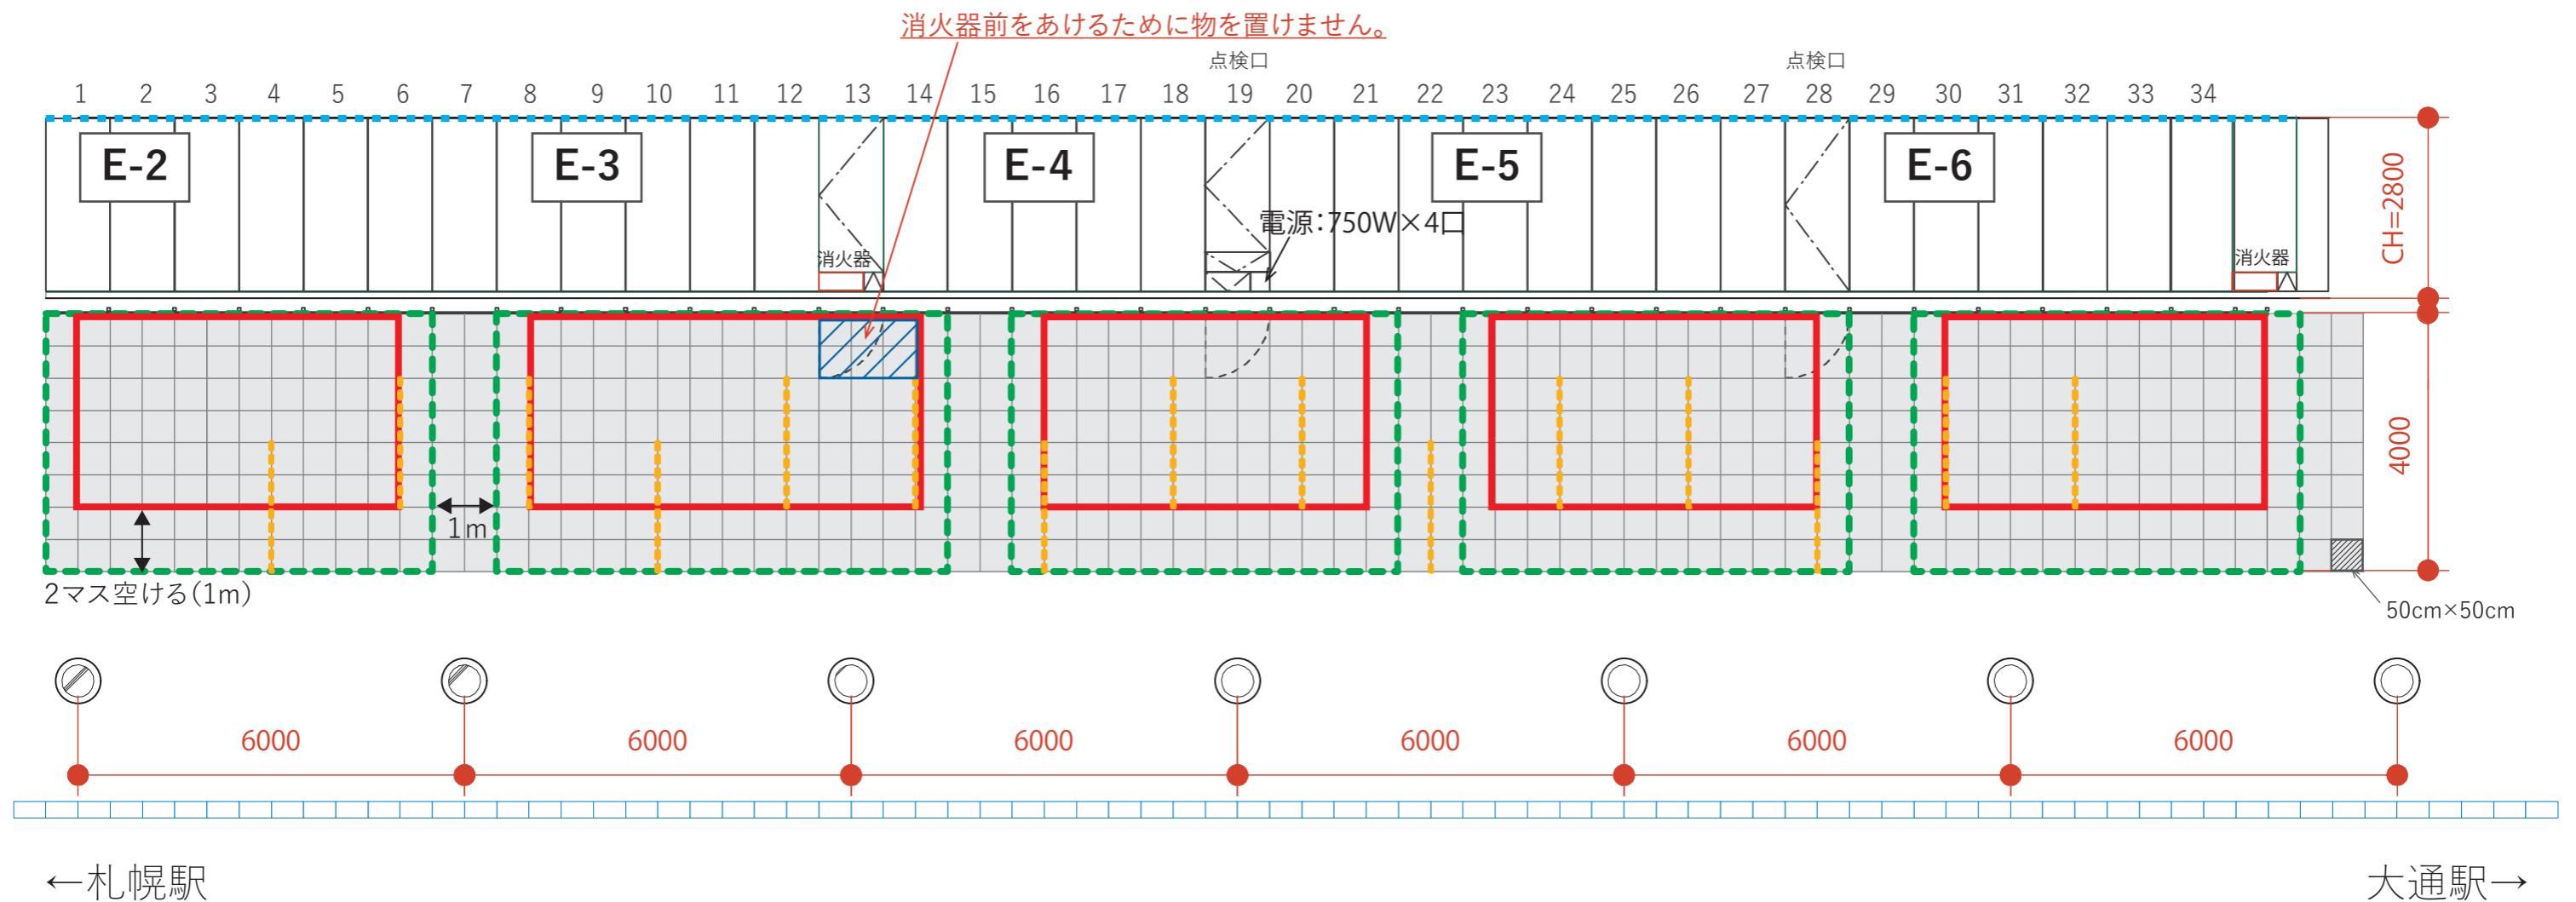 消火器前をあけるために物を置けません。
点検口 点検口
1 2 3 4 5 6 7 8 9 10 11 12 13 14 15 16 17 18 19 20 21 22 23 24 25 26 27 28 29 30 31 32 33 34
E-2 E-3 E-4 E-5 E-6
CH=2800
電源：750W×4口
消火器 消火器
4000
1m
2マス空ける(1m)
50cm×50cm
6000 6000 6000 6000 6000 6000
←札幌駅 大通駅→